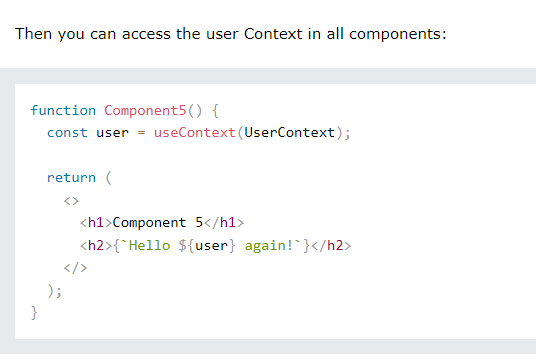 Then you can access the user Context in all components:
function Component5() {
  const user = useContext(UserContext);
  return (
    <>
      <h1>Component 5</h1>
      <h2>{`Hello ${user} again!`}</h2>
    </>
  );
}